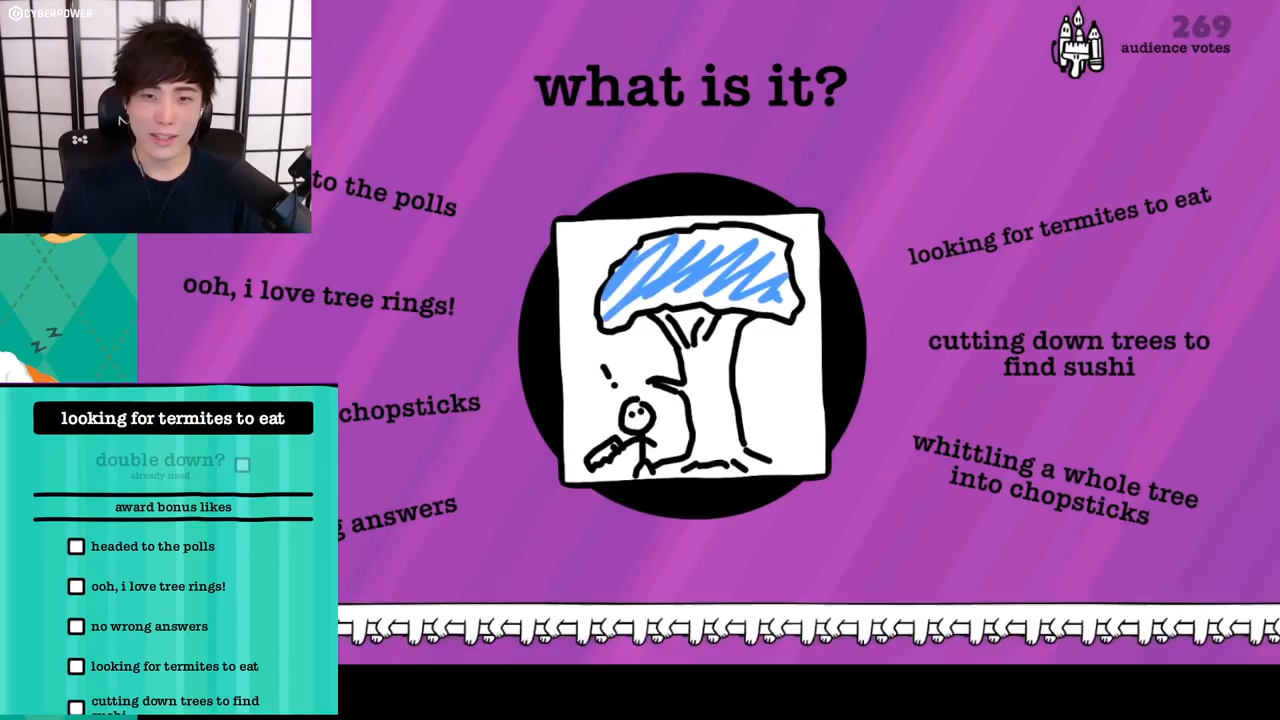 CYBERPOWER
269
audience votes
what is it?
to the polls
looking for termites to eat
ooh, i love tree rings!
cutting down trees to
find sushi
chopsticks
whittling a whole tree
into chopsticks
answers
looking for termites to eat
double down?
already used
award bonus likes
headed to the polls
ooh, i love tree rings!
no wrong answers
looking for termites to eat
cutting down trees to find
sushi
z z z